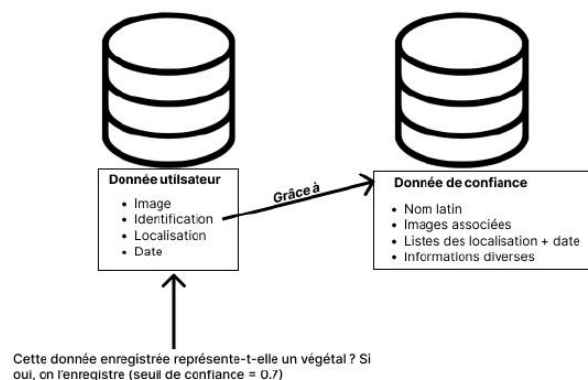 Donnée utilsateur
Image
Identification
Localisation
Date
Grâce à
Donnée de confiance
Nom latin
Images associées
Listes des localisation + date
Informations diverses
Cette donnée enregistrée représente-t-elle un végétal ? Si
oui, on l'enregistre (seuil de confiance = 0.7)